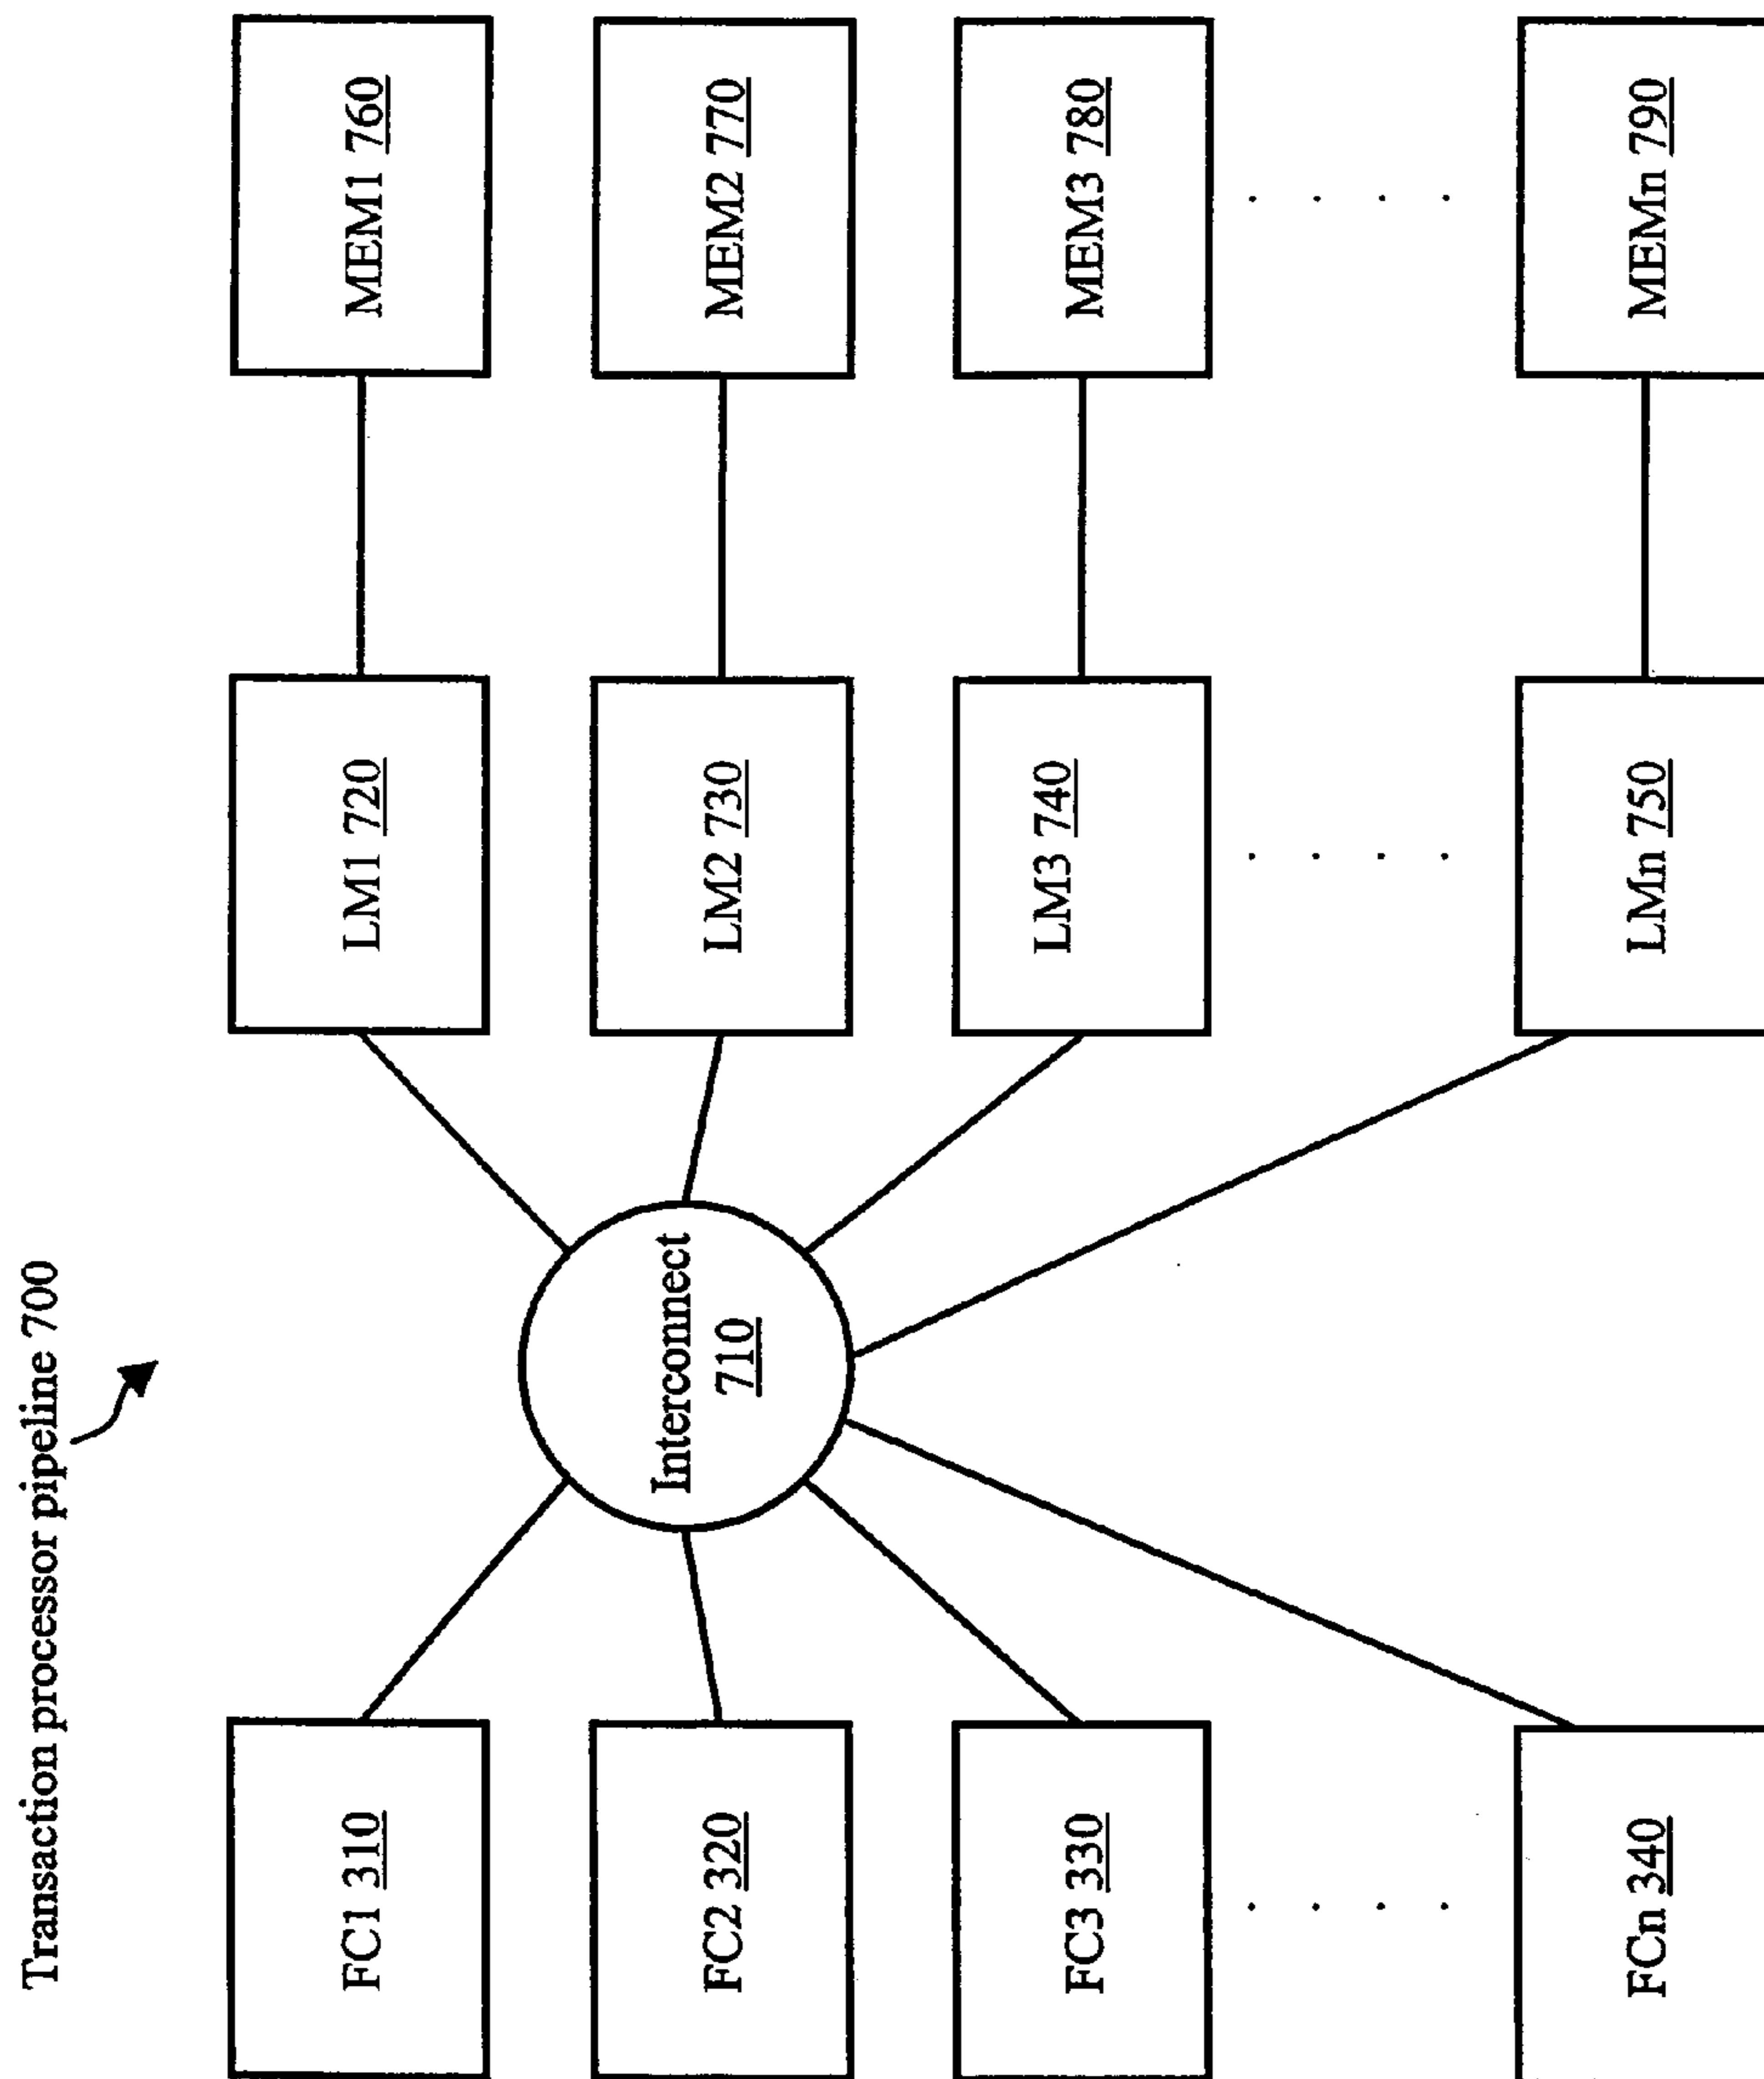 Transaction processor pipeline 700
FC1 310
FC2 320
FC3 330
. . . .
FCn 340
Interconnect
710
LM1 720
LM2 730
LM3 740
. . . .
LMn 750
MEM1 760
MEM2 770
MEM3 780
. . . .
MEMn 790